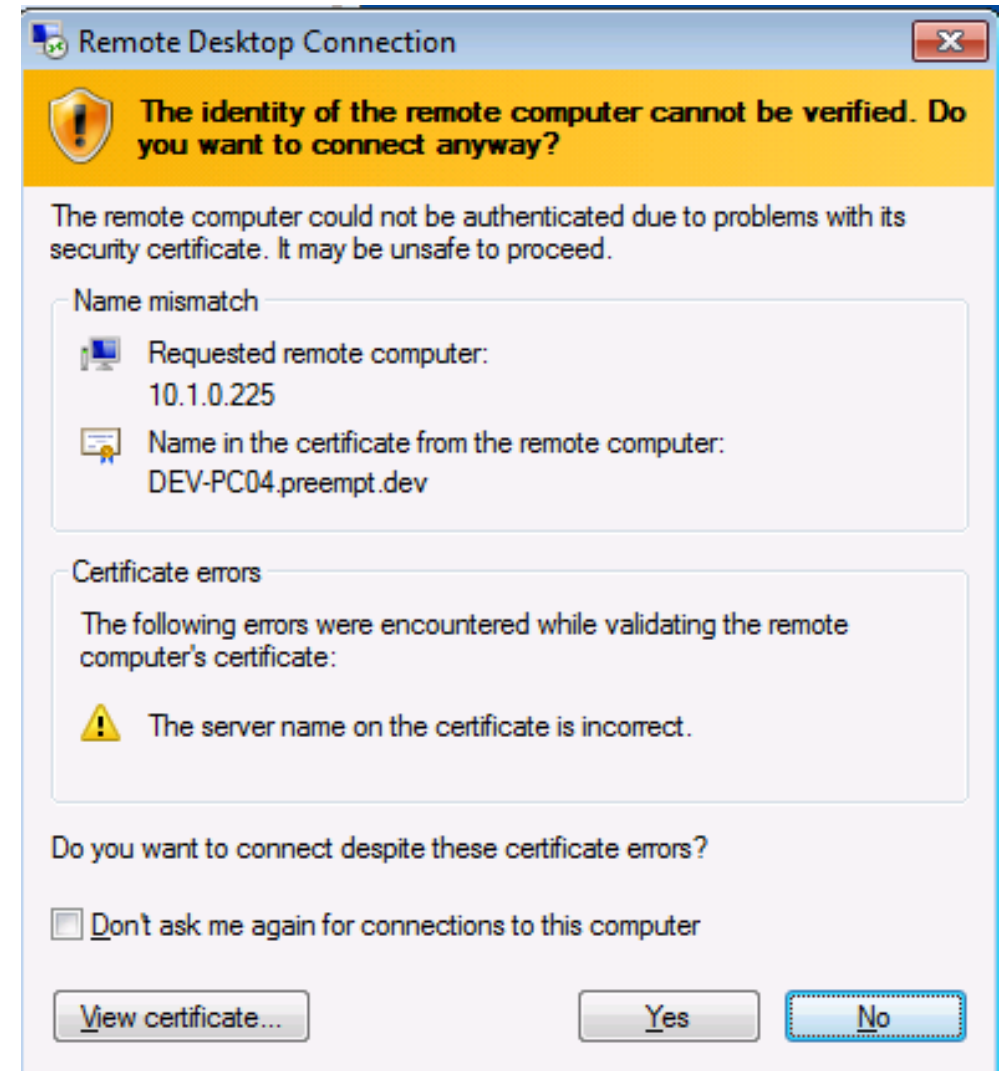 Remote Desktop Connection
The identity of the remote computer cannot be verified. Do
you want to connect anyway?
The remote computer could not be authenticated due to problems with its
security certificate. It may be unsafe to proceed.
Name mismatch
Requested remote computer:
10.1.0.225
Name in the certificate from the remote computer:
DEV-PC04.preempt.dev
Certificate errors
The following errors were encountered while validating the remote
computer's certificate:
The server name on the certificate is incorrect.
Do you want to connect despite these certificate errors?
Don't ask me again for connections to this computer
View certificate...
Yes
No